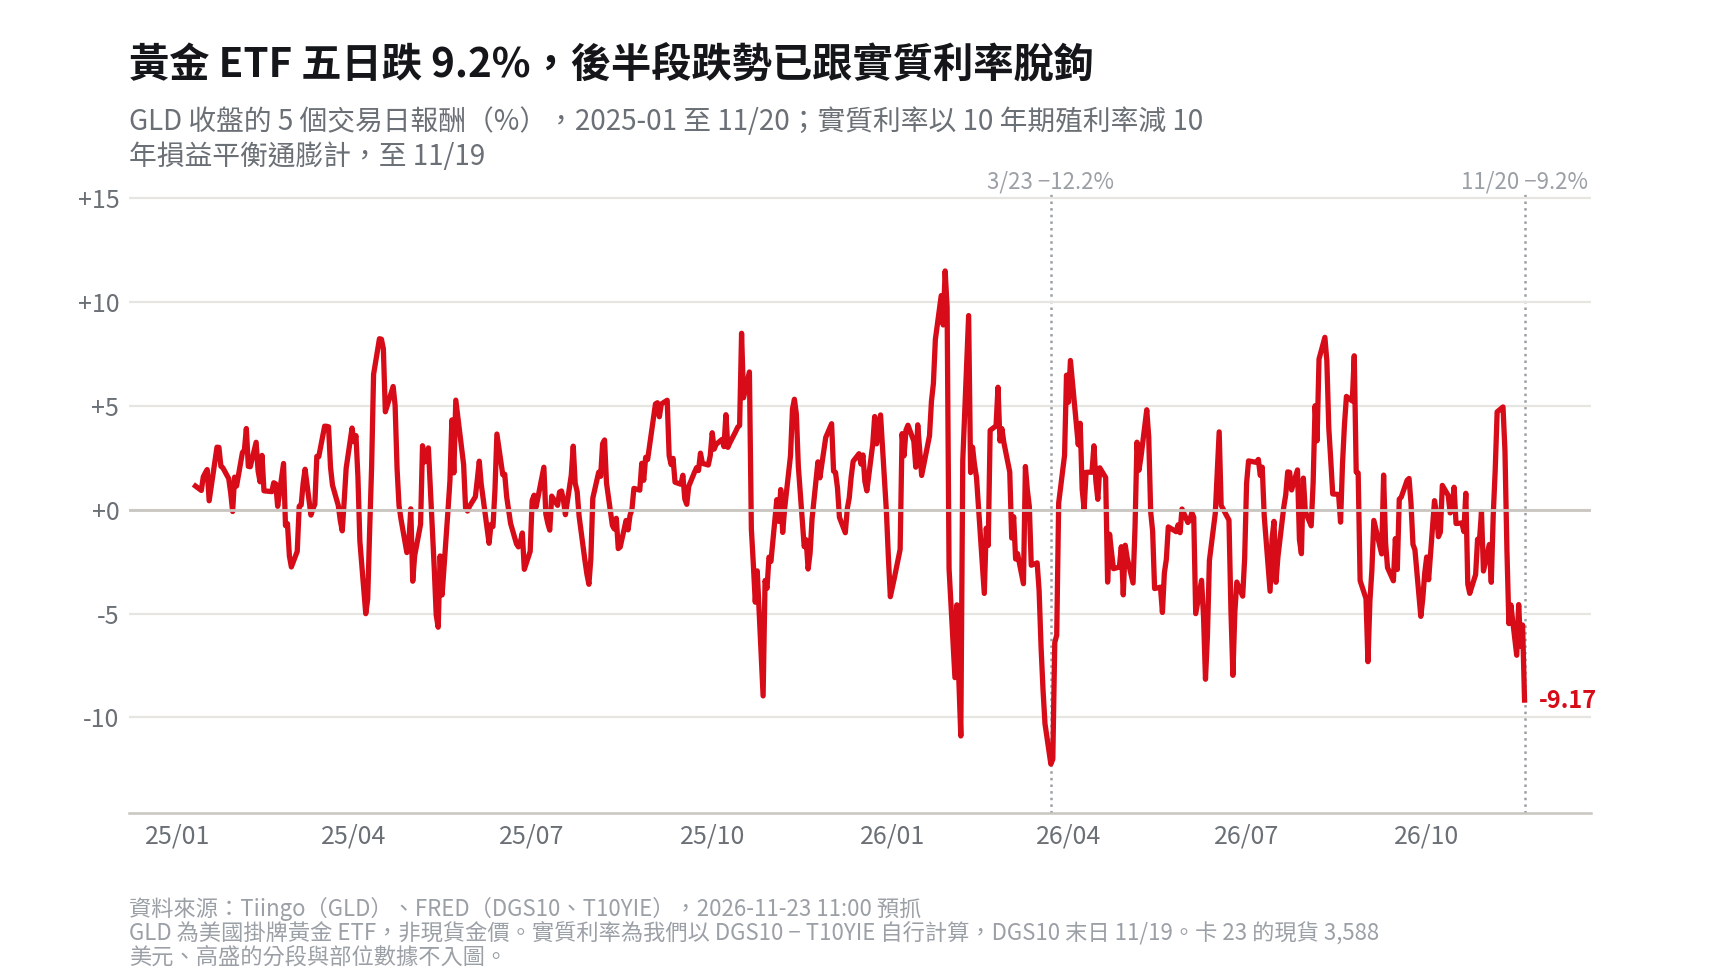 黃金 ETF 五日跌 9.2%，後半段跌勢已跟實質利率脫鉤
GLD 收盤的 5 個交易日報酬（%），2025-01 至 11/20；實質利率以 10 年期殖利率減 10
年損益平衡通膨計，至 11/19
3/23 −12.2%
11/20 −9.2%
+15
+10
+5
+0
-5
-10
-9.17
25/01
25/04
25/07
25/10
26/01
26/04
26/07
26/10
資料來源：Tiingo（GLD）、FRED（DGS10、T10YIE），2026-11-23 11:00 預抓
GLD 為美國掛牌黃金 ETF，非現貨金價。實質利率為我們以 DGS10 − T10YIE 自行計算，DGS10 末日 11/19。卡 23 的現貨 3,588
美元、高盛的分段與部位數據不入圖。